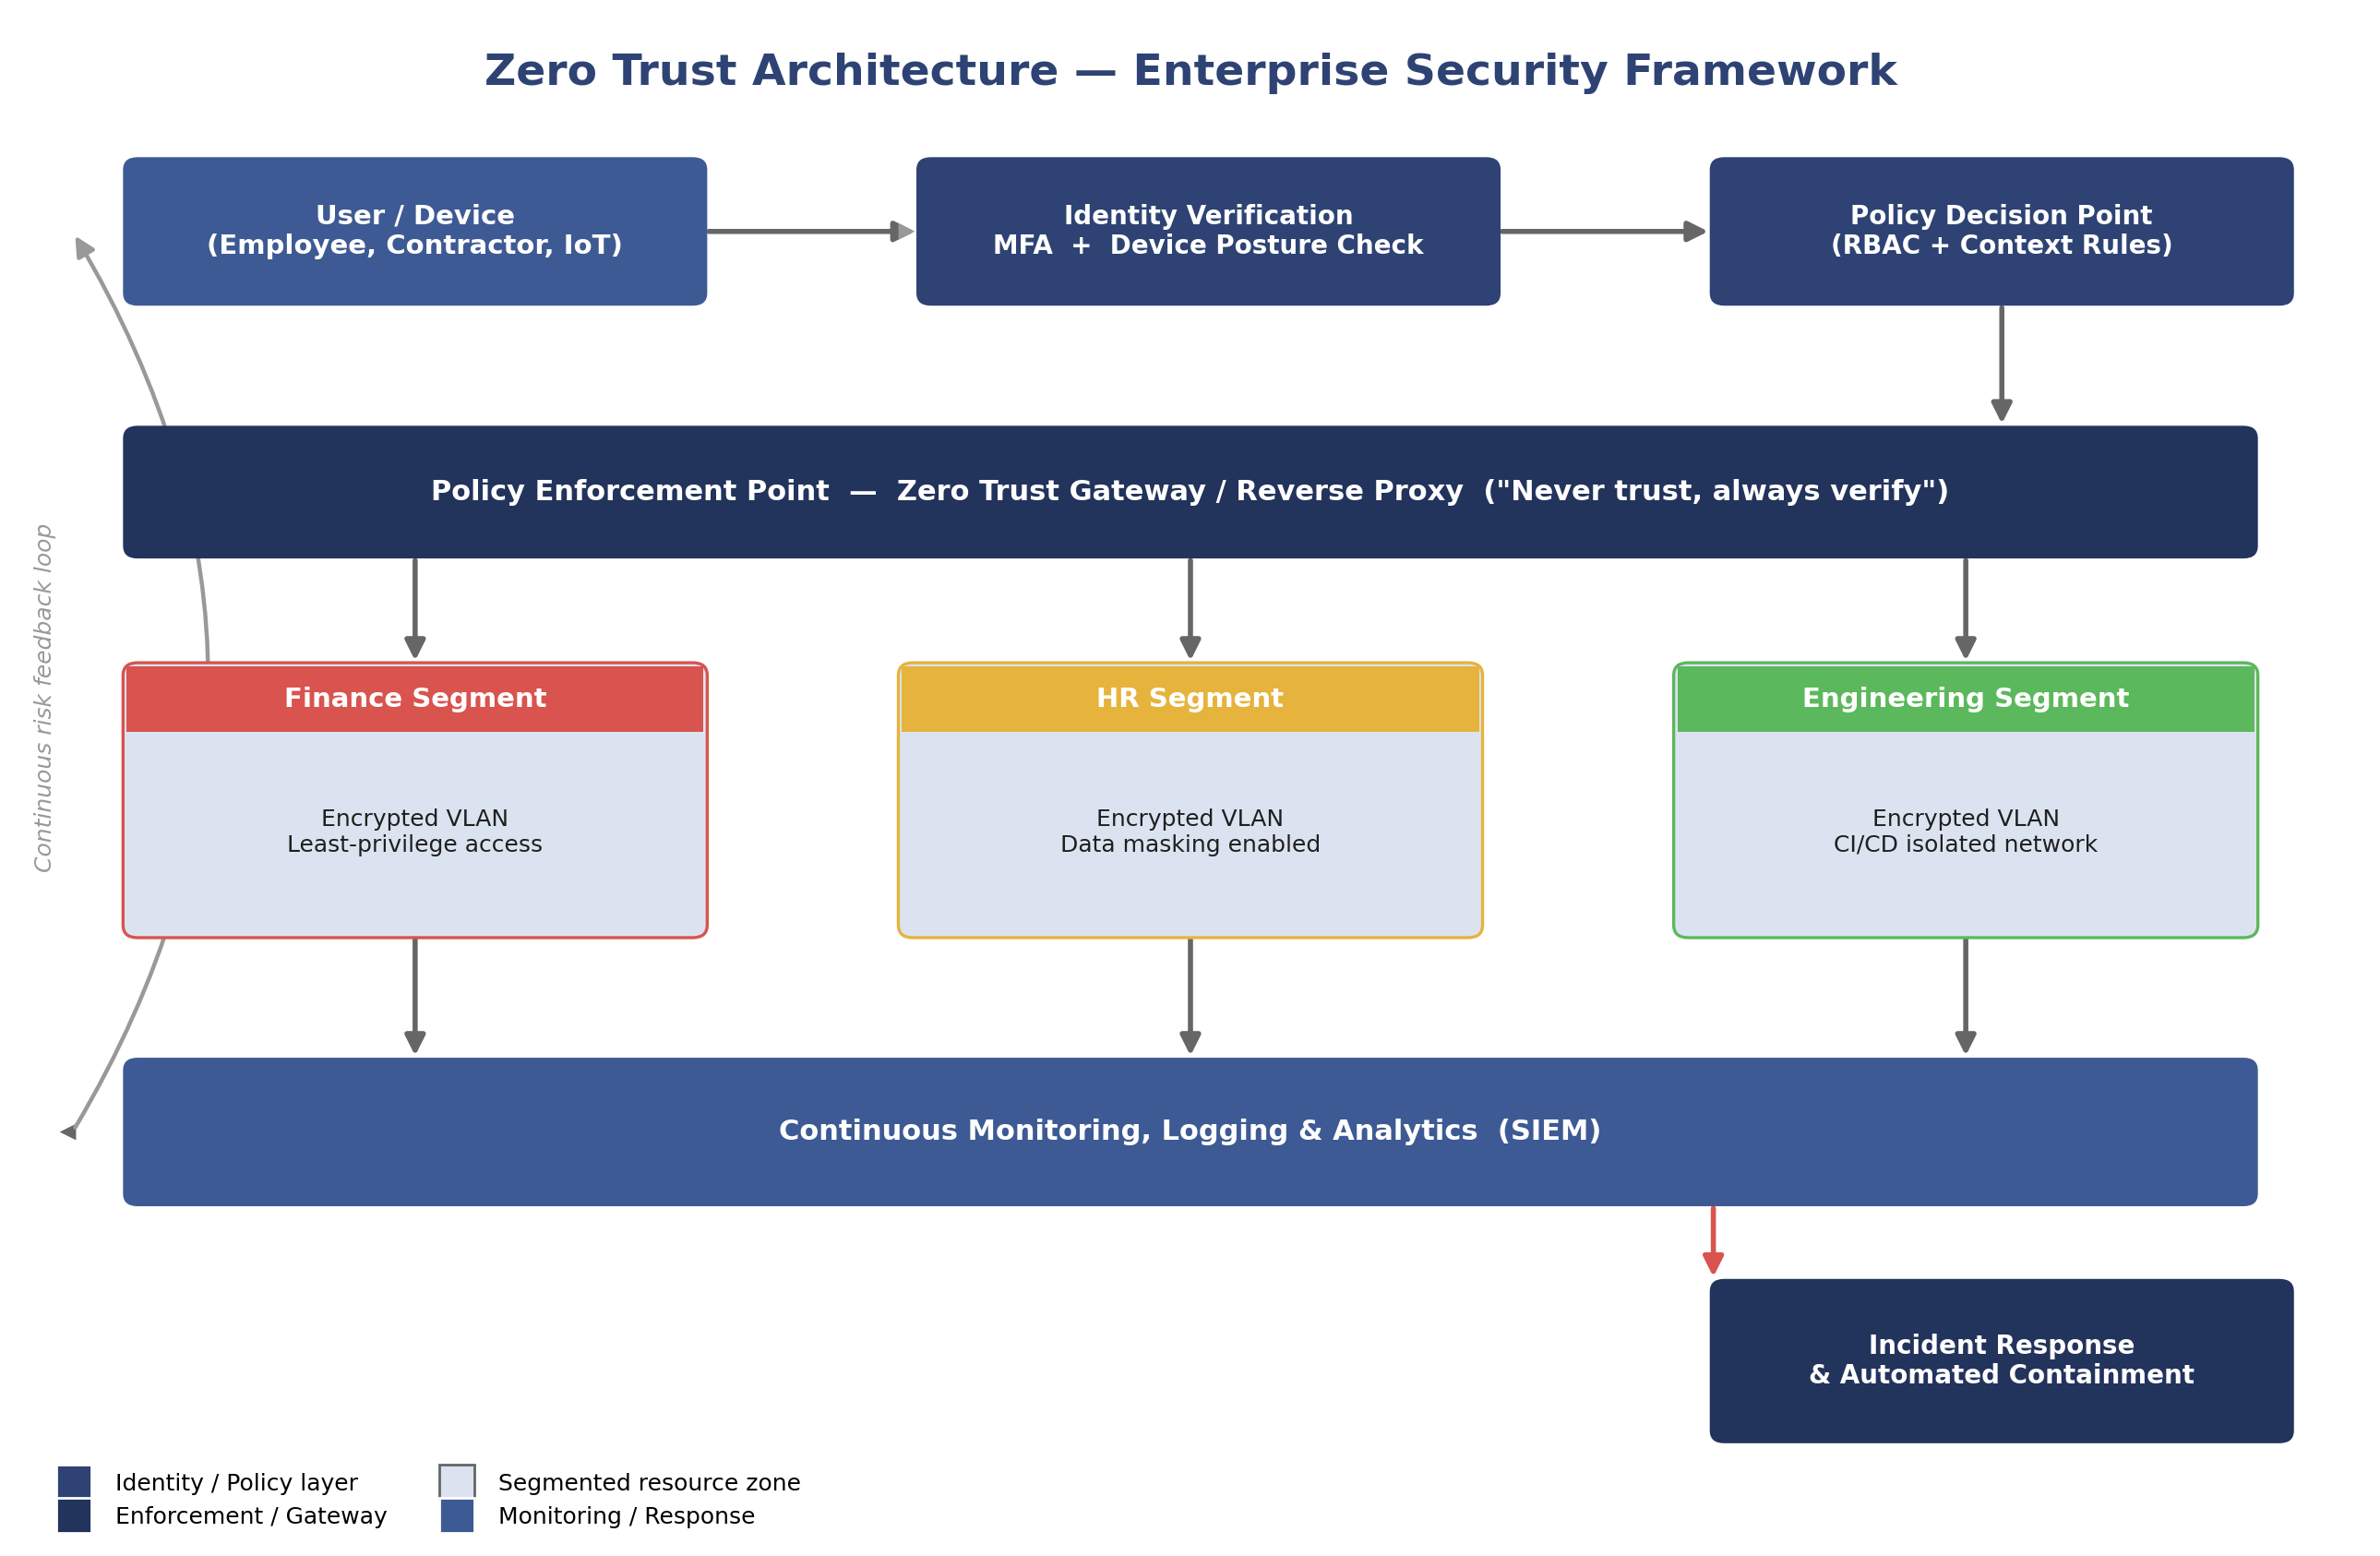 Zero Trust Architecture — Enterprise Security Framework
User / Device
(Employee, Contractor, IoT)
Identity Verification
MFA + Device Posture Check
Policy Decision Point
(RBAC + Context Rules)
Policy Enforcement Point — Zero Trust Gateway / Reverse Proxy ("Never trust, always verify")
Continuous risk feedback loop
Finance Segment
Encrypted VLAN
Least-privilege access
HR Segment
Encrypted VLAN
Data masking enabled
Engineering Segment
Encrypted VLAN
CI/CD isolated network
Continuous Monitoring, Logging & Analytics (SIEM)
Incident Response
& Automated Containment
Identity / Policy layer
Enforcement / Gateway
Segmented resource zone
Monitoring / Response